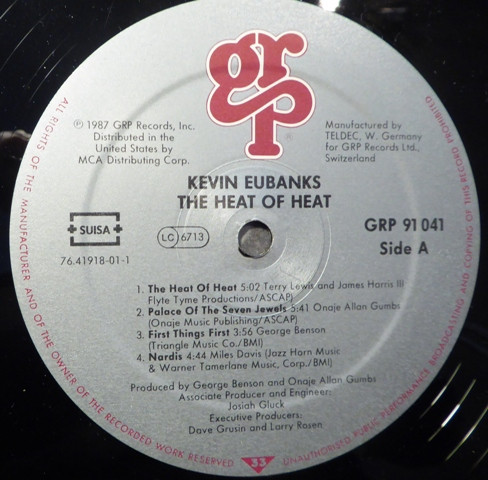 grp
®
℗ 1987 GRP Records, Inc.
Distributed in the
United States by
MCA Distributing Corp.
Manufactured by
TELDEC, W. Germany
for GRP Records Ltd.,
Switzerland
KEVIN EUBANKS
THE HEAT OF HEAT
SUISA
76.41918-01-1
LC 6713
GRP 91 041
Side A
1. The Heat Of Heat 5:02 Terry Lewis and James Harris III
Flyte Tyme Productions/ASCAP)
2. Palace Of The Seven Jewels 5:41 Onaje Allan Gumbs
(Onaje Music Publishing/ASCAP)
3. First Things First 3:56 George Benson
(Triangle Music Co./BMI)
4. Nardis 4:44 Miles Davis (Jazz Horn Music
& Warner Tamerlane Music, Corp./BMI)
Produced by George Benson and Onaje Allan Gumbs
Associate Producer and Engineer:
Josiah Gluck
Executive Producers:
Dave Grusin and Larry Rosen
ALL RIGHTS OF THE MANUFACTURER AND OF THE OWNER OF THE RECORDED WORK RESERVED
33
UNAUTHORISED PUBLIC PERFORMANCE BROADCASTING AND COPYING OF THIS RECORD PROHIBITED